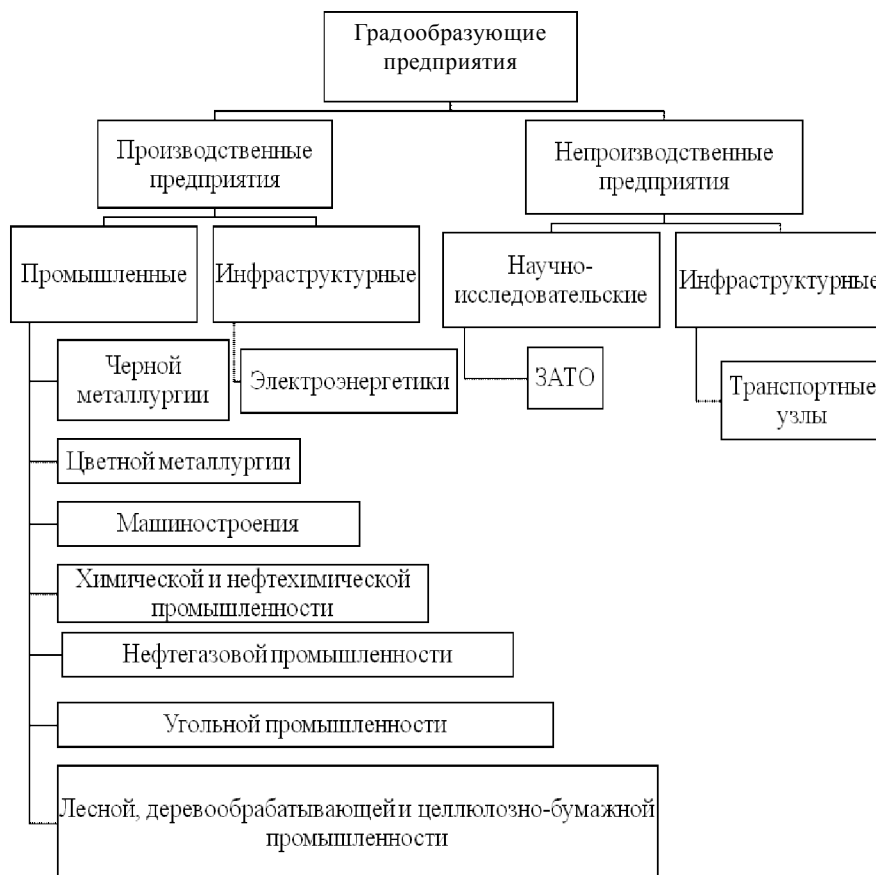 Градообразующие
предприятия
Производственные
предприятия
Непроизводственные
предприятия
Промышленные
Инфраструктурные
Научно-
исследовательские
Инфраструктурные
Черной
металлургии
Электроэнергетики
ЗАТО
Транспортные
узлы
Цветной металлургии
Машиностроения
Химической и нефтехимической
промышленности
Нефтегазовой промышленности
Угольной промышленности
Лесной, деревообрабатывающей и целлюлозно-бумажной
промышленности